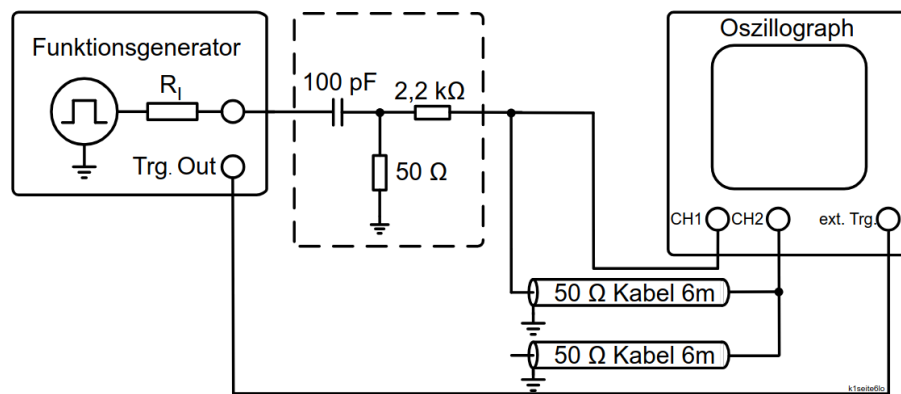 Funktionsgenerator
R_I
Trg. Out
100 pF
2,2 kΩ
50 Ω
Oszillograph
CH1
CH2
ext. Trg.
50 Ω Kabel 6m
50 Ω Kabel 6m
k1seite6lo